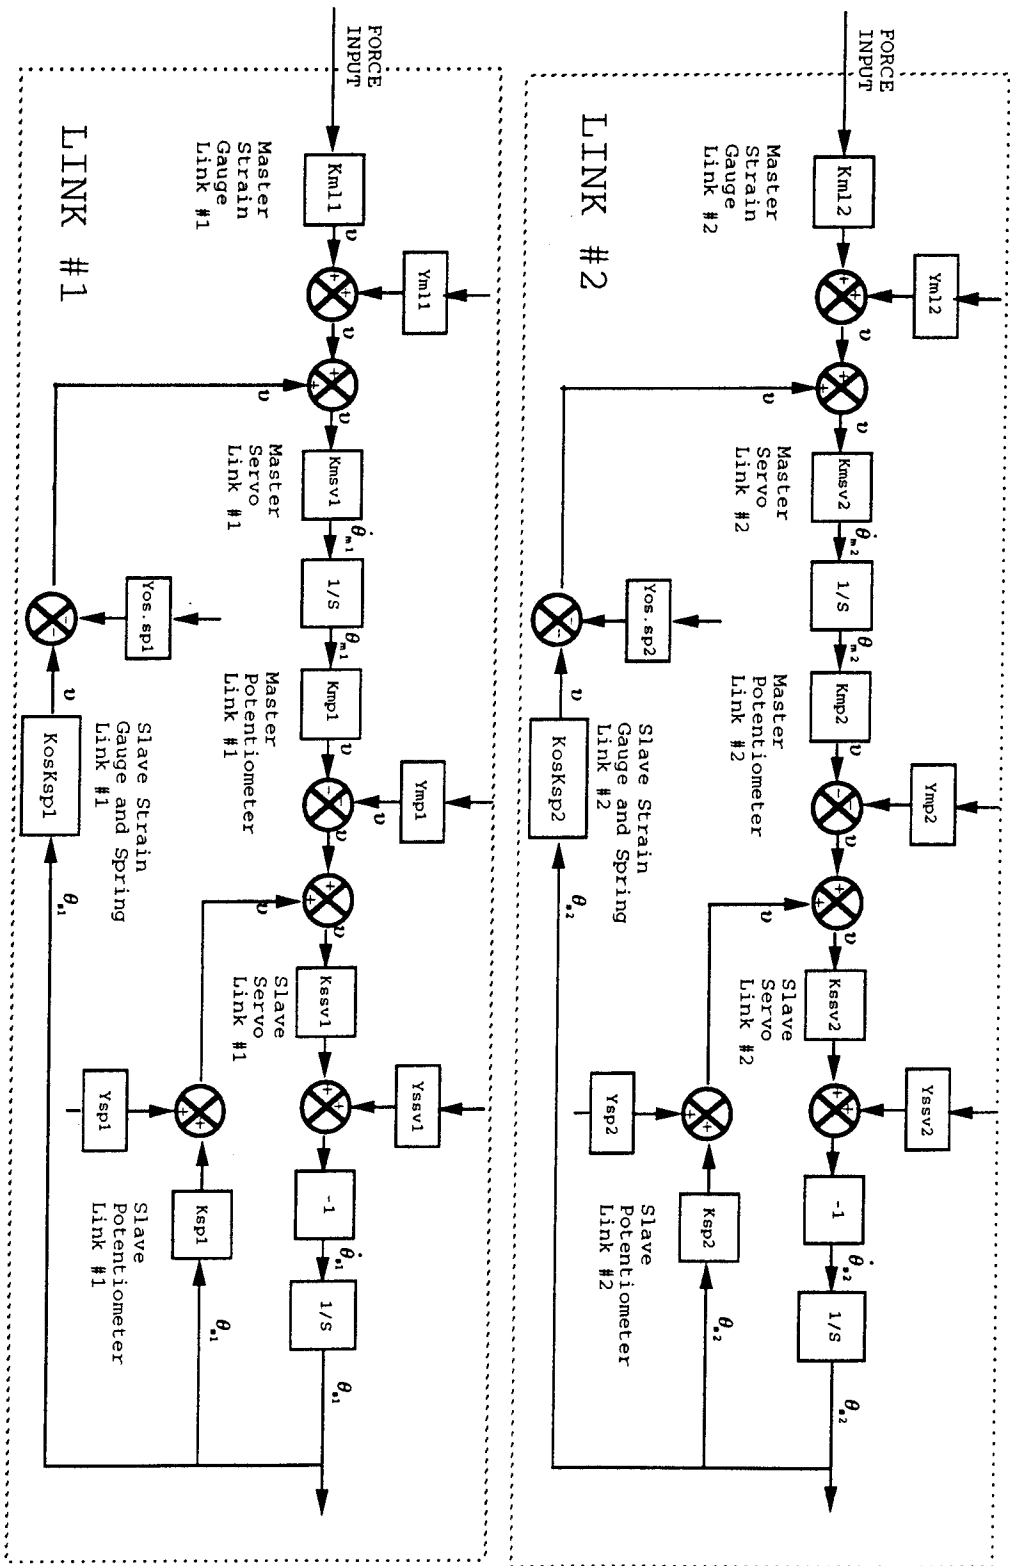 FORCE
INPUT
Kml2
Master
Strain
Gauge
Link #2
υ
Yml2
υ
υ
υ
Kmsv2
Master
Servo
Link #2
θ̇m2
1/S
θm2
Kmp2
Master
Potentiometer
Link #2
υ
Ymp2
υ
υ
υ
Kssv2
Slave
Servo
Link #2
Yssv2
-1
θ̇s2
1/S
θs2
LINK #2
Yos.sp2
υ
KosKsp2
Slave Strain
Gauge and Spring
Link #2
θs2
Ysp2
Ksp2
Slave
Potentiometer
Link #2
θs2
FORCE
INPUT
Kml1
Master
Strain
Gauge
Link #1
υ
Yml1
υ
υ
υ
Kmsv1
Master
Servo
Link #1
θ̇m1
1/S
θm1
Kmp1
Master
Potentiometer
Link #1
υ
Ymp1
υ
υ
υ
υ
Kssv1
Slave
Servo
Link #1
Yssv1
-1
θ̇s1
1/S
θs1
LINK #1
Yos.sp1
υ
KosKsp1
Slave Strain
Gauge and Spring
Link #1
θs1
Ysp1
Ksp1
Slave
Potentiometer
Link #1
θs1